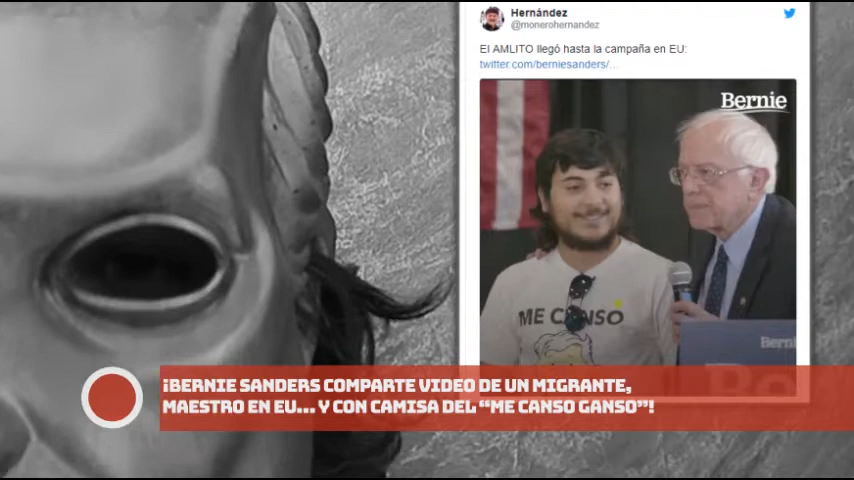 Hernández
@monerohernandez
El AMLITO llegó hasta la campaña en EU:
twitter.com/berniesanders/...
Bernie
ME CANSO
Bernie
¡BERNIE SANDERS COMPARTE VIDEO DE UN MIGRANTE,
MAESTRO EN EU... Y CON CAMISA DEL “ME CANSO GANSO”!